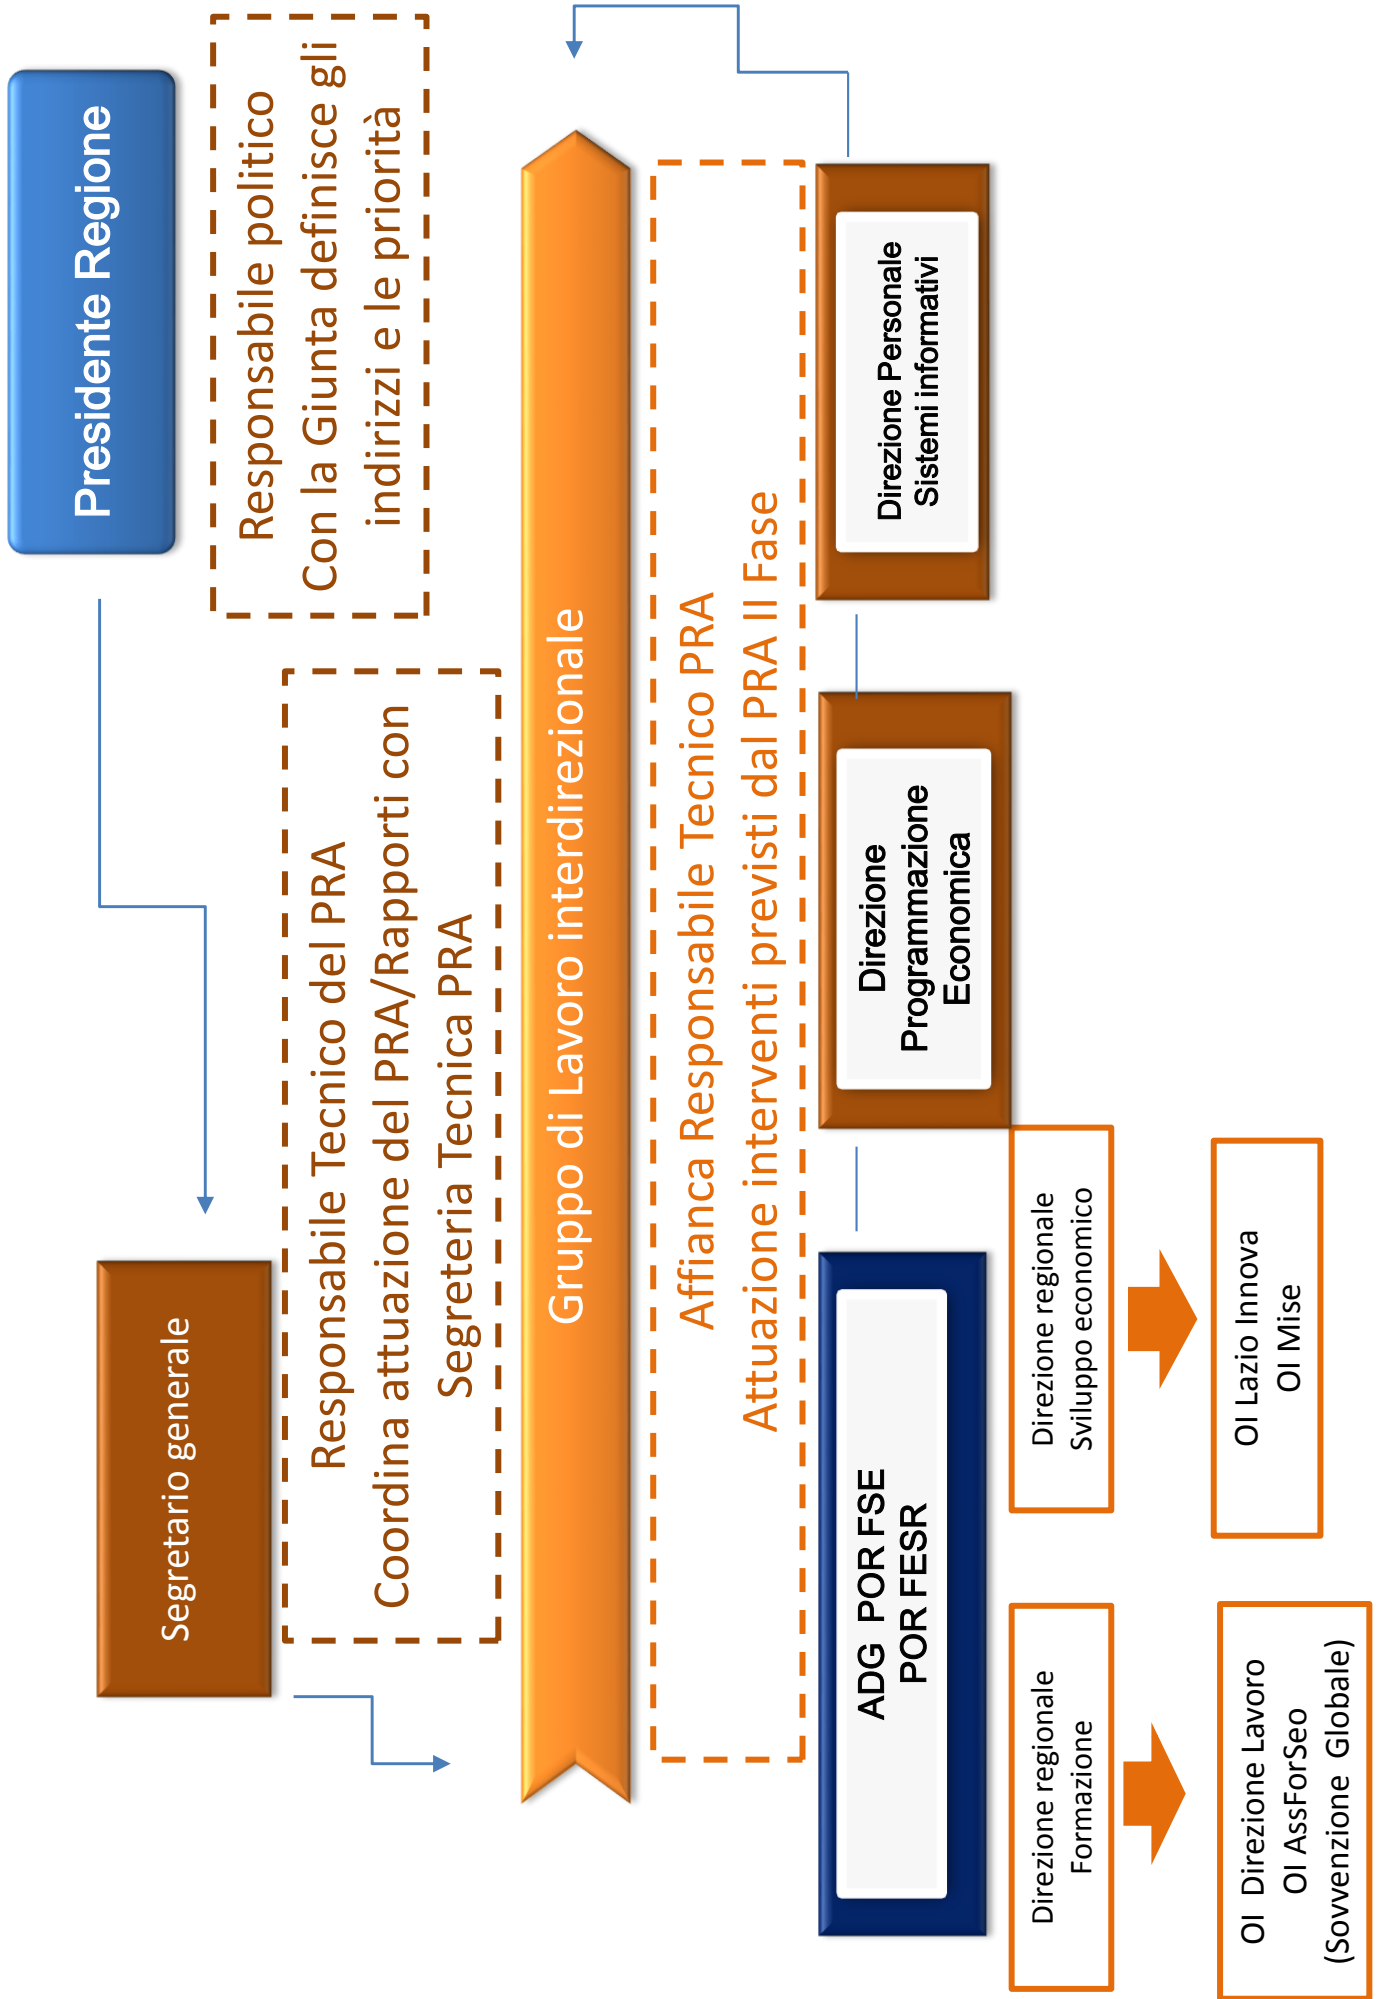 Presidente Regione
Responsabile politico
Con la Giunta definisce gli
indirizzi e le priorità
Segretario generale
Responsabile Tecnico del PRA
Coordina attuazione del PRA/Rapporti con
Segreteria Tecnica PRA
Gruppo di Lavoro interdirezionale
Affianca Responsabile Tecnico PRA
Attuazione interventi previsti dal PRA II Fase
ADG POR FSE
POR FESR
Direzione
Programmazione
Economica
Direzione Personale
Sistemi informativi
Direzione regionale
Formazione
Direzione regionale
Sviluppo economico
OI Direzione Lavoro
OI AssForSeo
(Sovvenzione Globale)
OI Lazio Innova
OI Mise